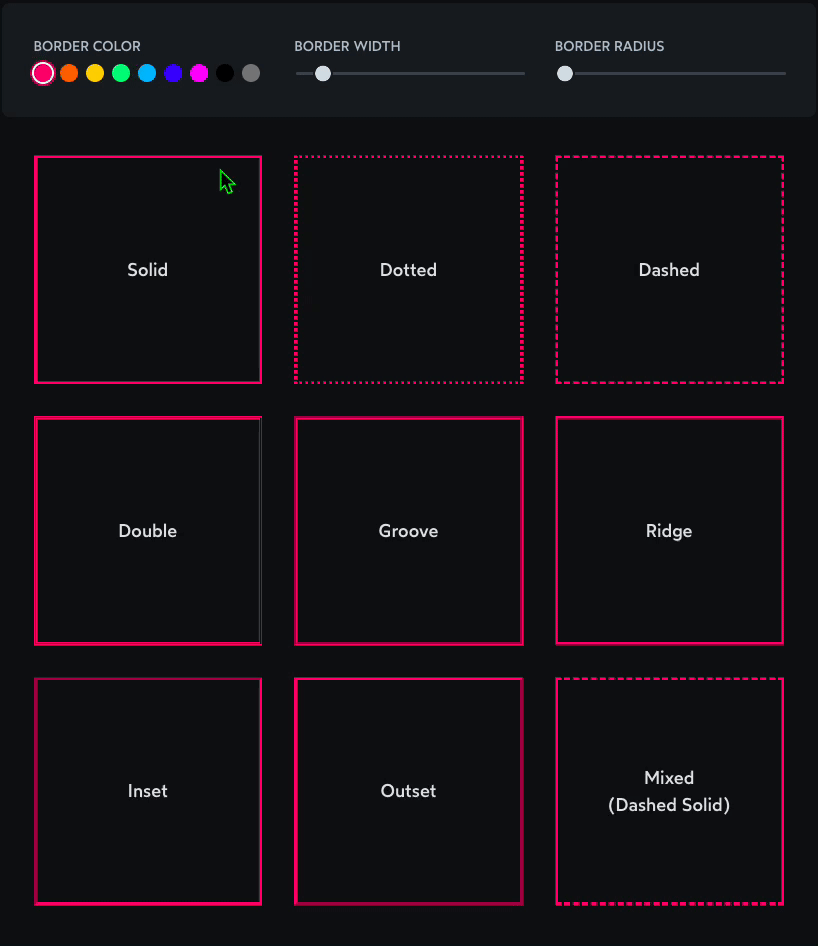 BORDER COLOR
BORDER WIDTH
BORDER RADIUS
Solid
Dotted
Dashed
Double
Groove
Ridge
Inset
Outset
Mixed
(Dashed Solid)